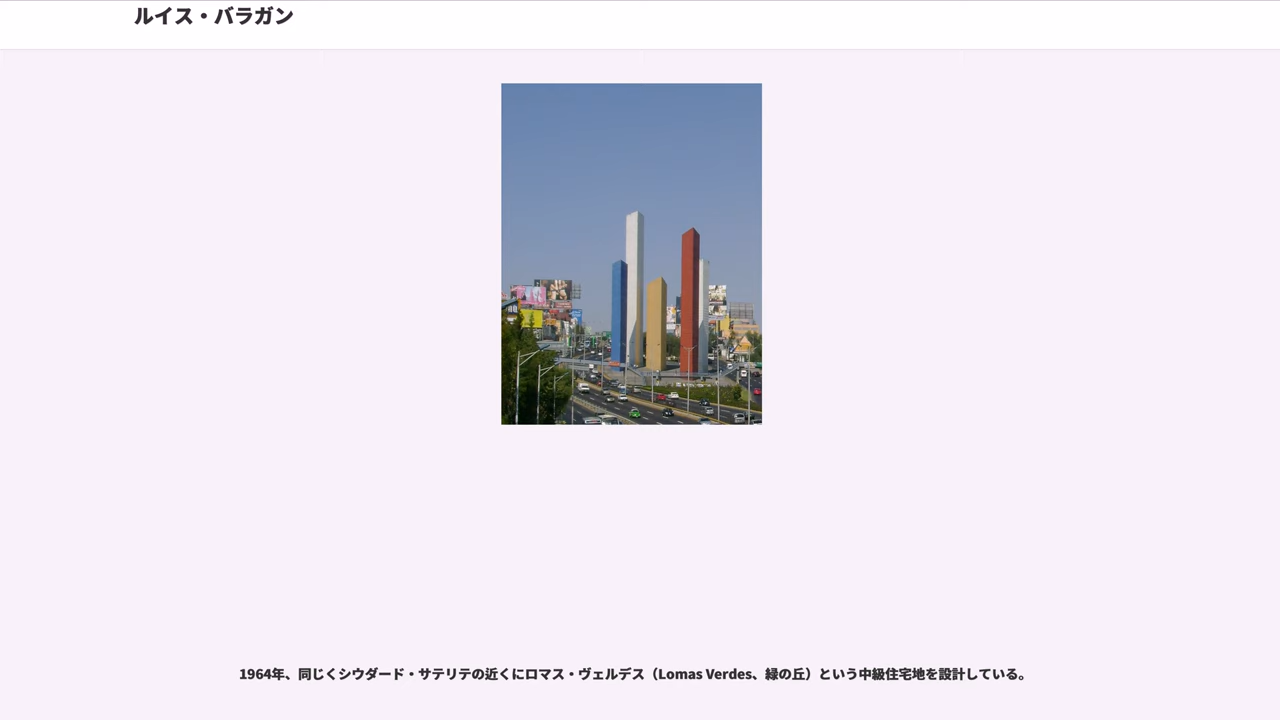 ルイス・バラガン
1964年、同じくシウダード・サテリテの近くにロマス・ヴェルデス（Lomas Verdes、緑の丘）という中級住宅地を設計している。